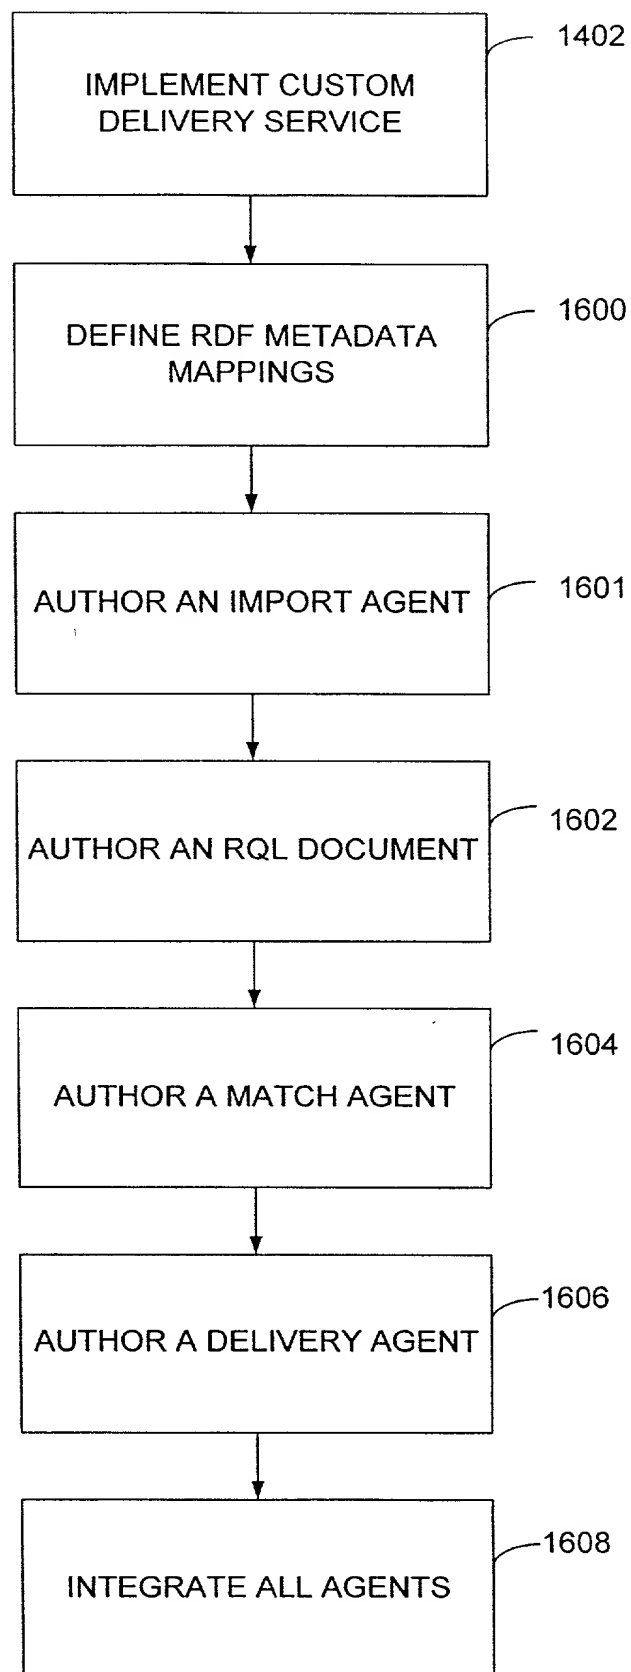 1402
IMPLEMENT CUSTOM
DELIVERY SERVICE
1600
DEFINE RDF METADATA
MAPPINGS
1601
AUTHOR AN IMPORT AGENT
1602
AUTHOR AN RQL DOCUMENT
1604
AUTHOR A MATCH AGENT
1606
AUTHOR A DELIVERY AGENT
1608
INTEGRATE ALL AGENTS